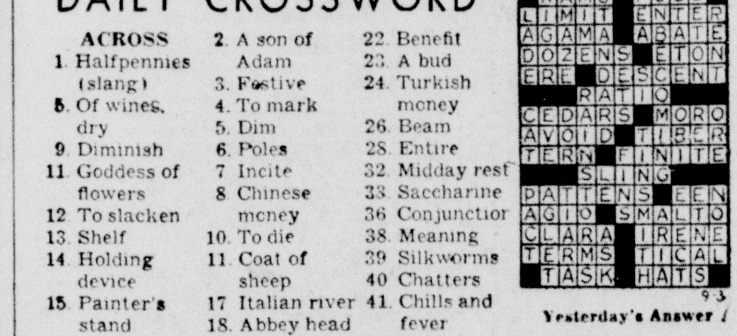 DAILY CROSSWORD
ACROSS
1. Halfpennies
(slang)
5. Of wines,
dry
9. Diminish
11. Goddess of
flowers
12. To slacken
13. Shelf
14. Holding
device
15. Painter's
stand
2. A son of
Adam
3. Festive
4. To mark
5. Dim
6. Poles
7 Incite
8. Chinese
money
10. To die
11. Coat of
sheep
17 Italian river
18. Abbey head
22. Benefit
23. A bud
24. Turkish
money
26. Beam
28. Entire
32. Midday rest
33. Saccharine
36 Conjunction
38. Meaning
39 Silkworms
40 Chatters
41. Chills and
fever
LIMIT ENTER
AGAMA ABATE
DOZENS ETON
ERE DESCENT
RATIO
CEDARS MORO
AVOID TIBER
TERN FINITE
SLING
PATTENS EEN
AGIO SMALTO
CLARA IRENE
TERMS TICAL
TASK HATS
9-3
Yesterday's Answer